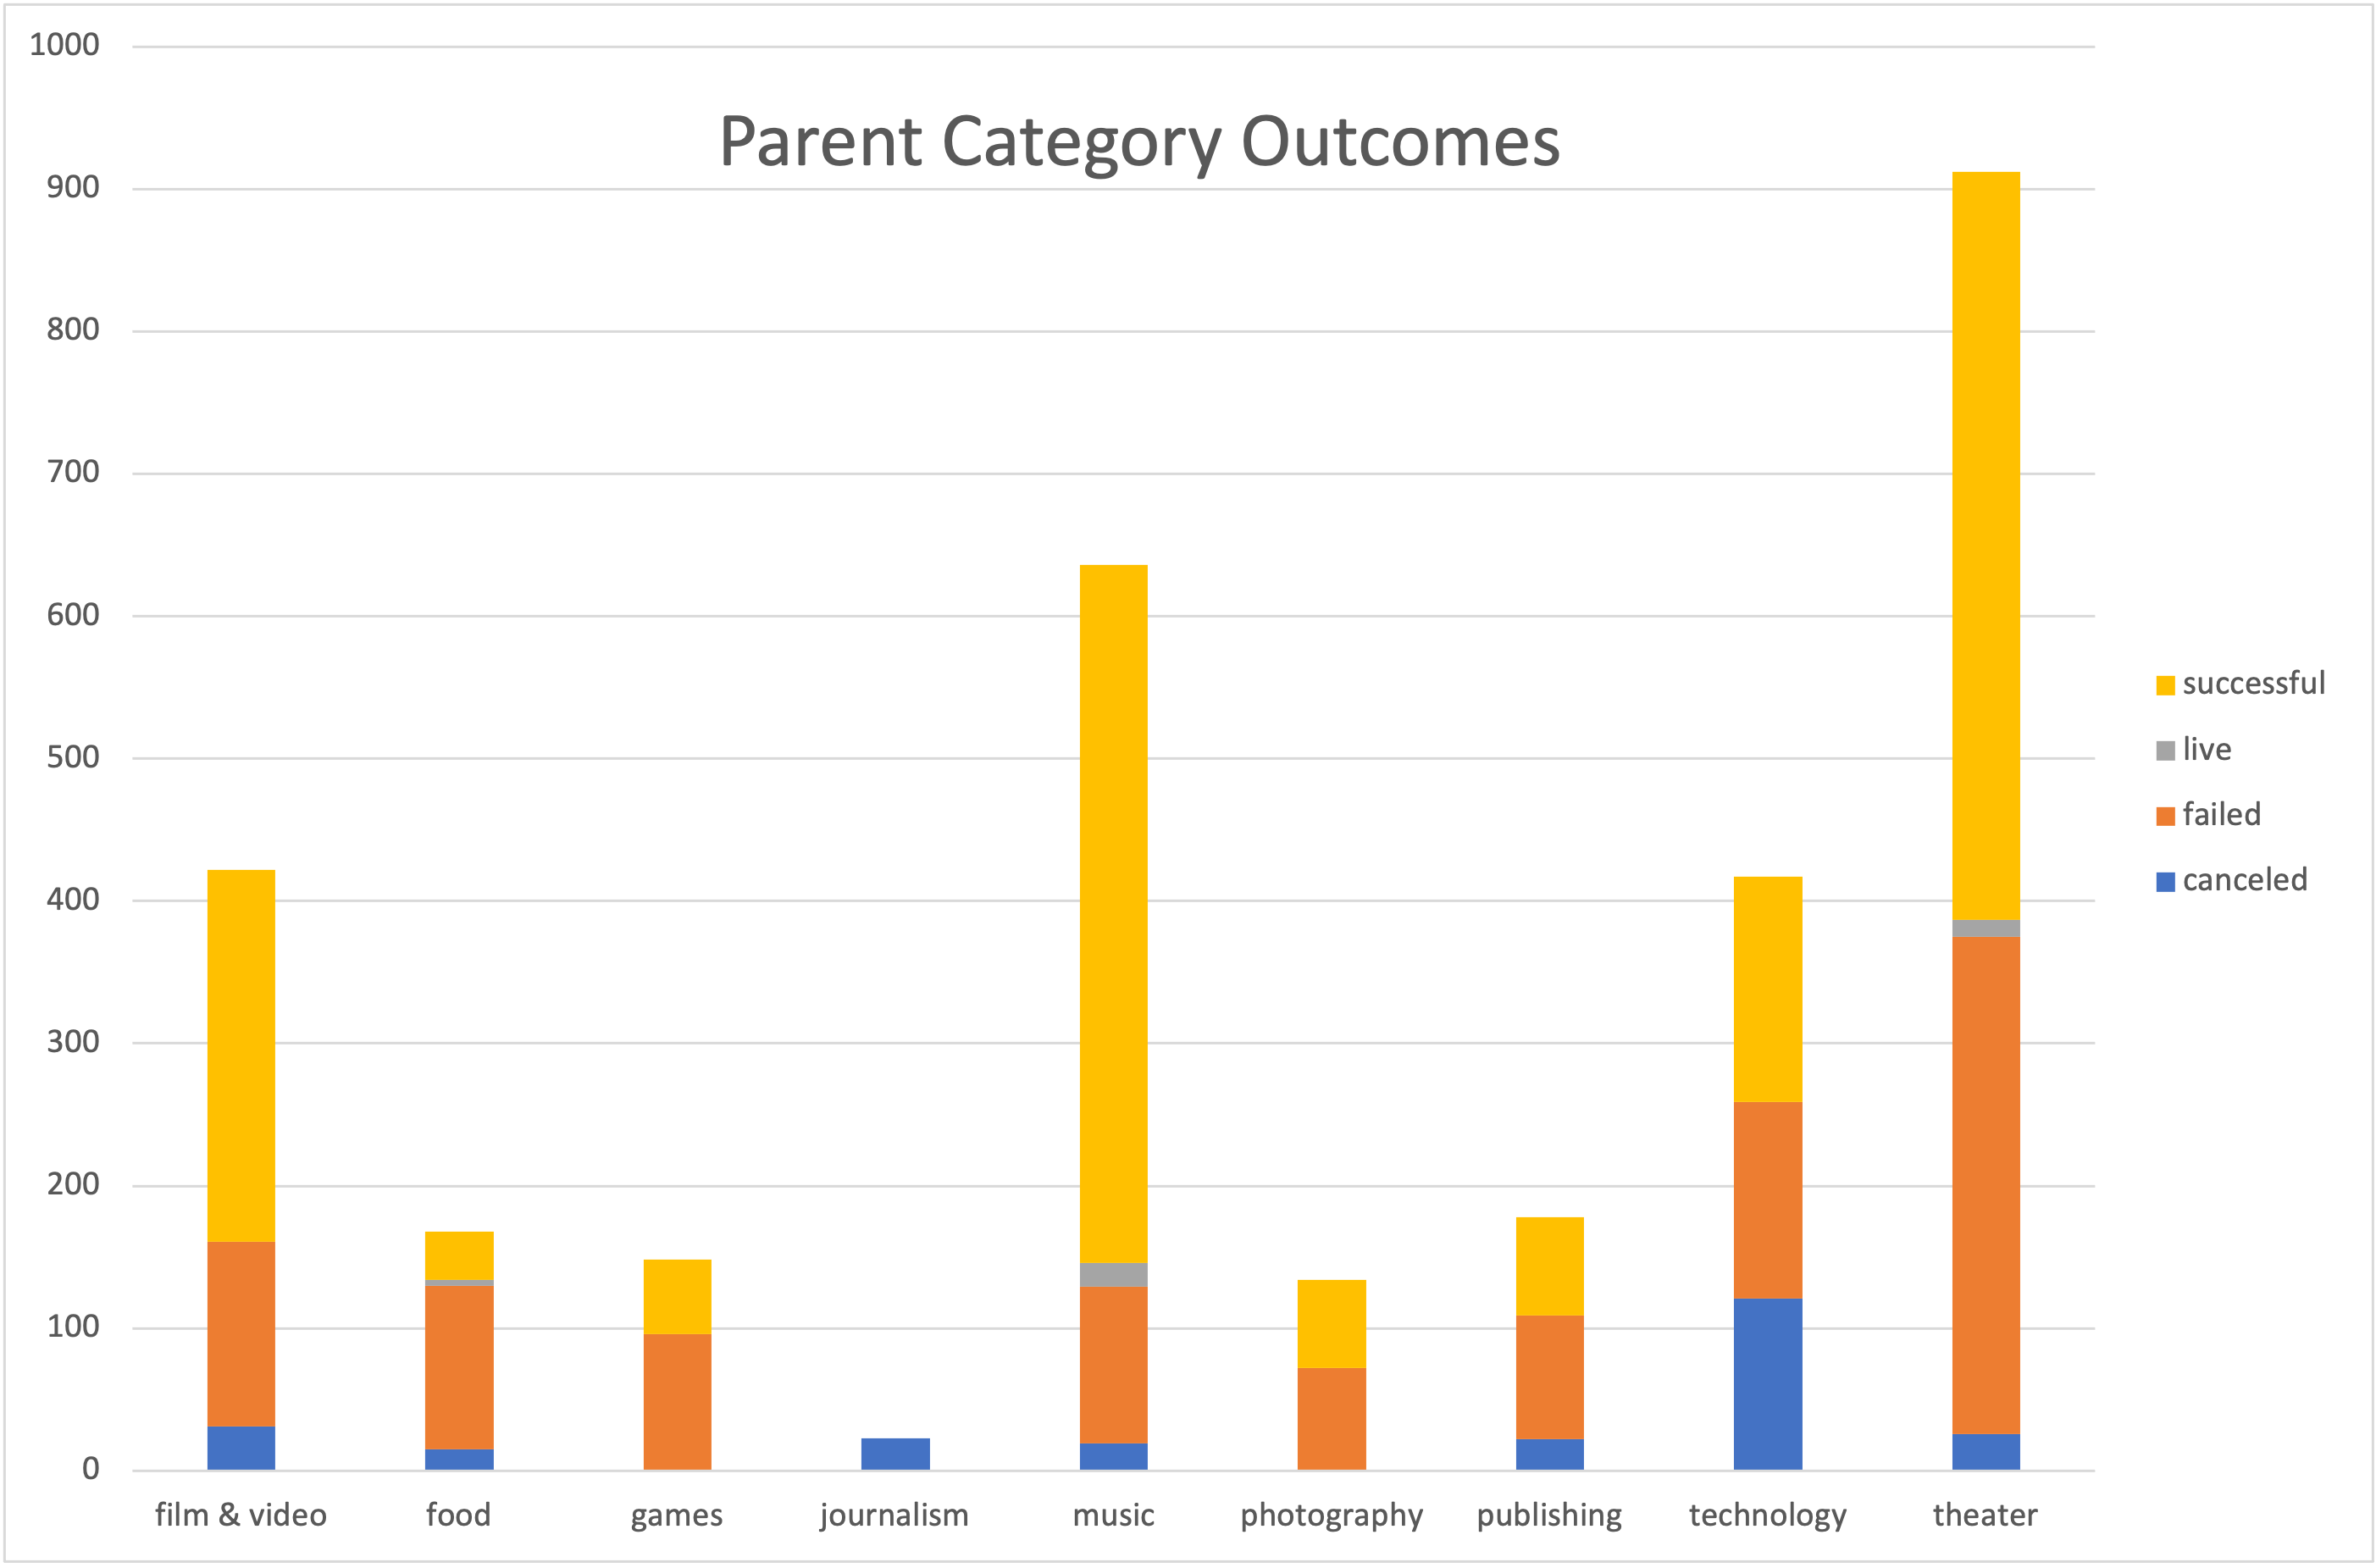 Parent Category Outcomes
1000
900
800
700
600
500
400
300
200
100
0
film & video food games journalism music photography publishing technology theater
successful
live
failed
canceled